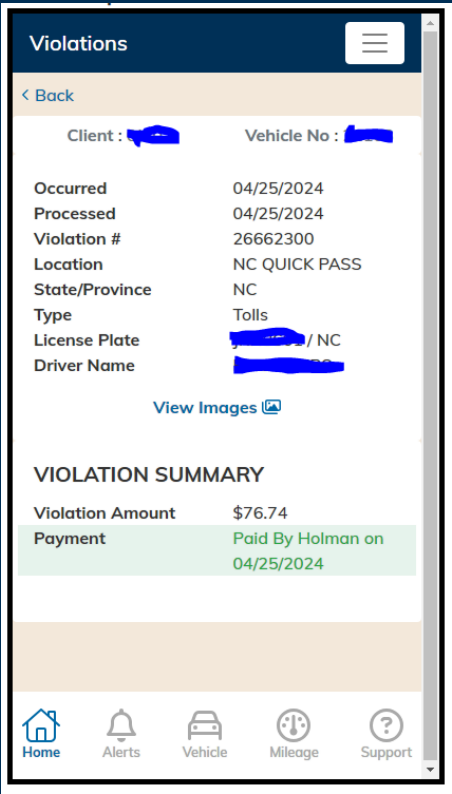 Violations
< Back
Client :
Vehicle No :
Occurred 04/25/2024
Processed 04/25/2024
Violation # 26662300
Location NC QUICK PASS
State/Province NC
Type Tolls
License Plate / NC
Driver Name
View Images
VIOLATION SUMMARY
Violation Amount $76.74
Payment Paid By Holman on
04/25/2024
Home Alerts Vehicle Mileage Support